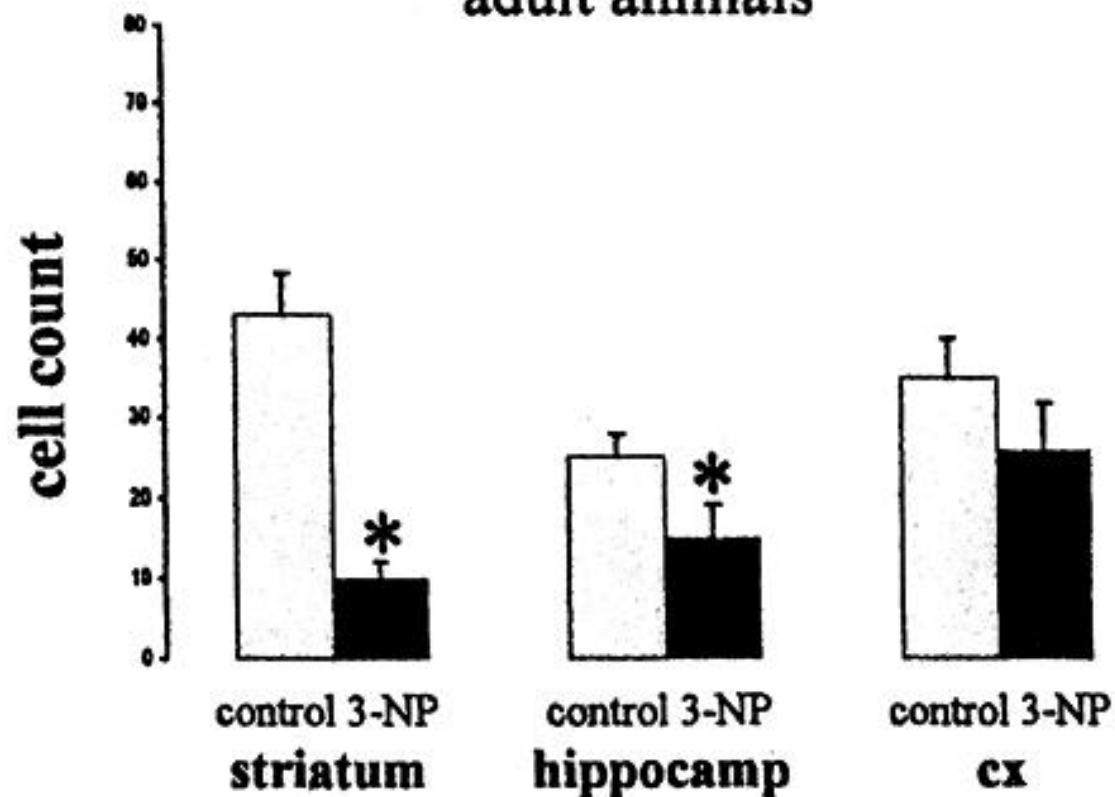 adult animals
80
70
60
50
40
30
20
10
0
cell count
*
*
control 3-NP control 3-NP control 3-NP
striatum hippocamp cx